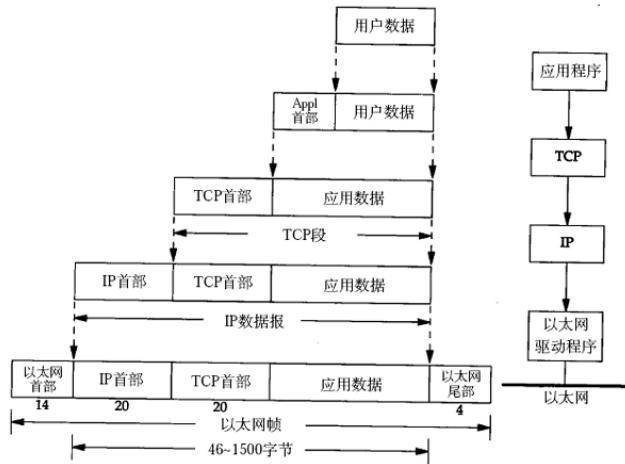 用户数据
Appl
首部
用户数据
TCP首部
应用数据
TCP段
IP首部
TCP首部
应用数据
IP数据报
以太网
首部
IP首部
TCP首部
应用数据
以太网
尾部
14
20
20
4
以太网帧
46~1500字节
应用程序
TCP
IP
以太网
驱动程序
以太网